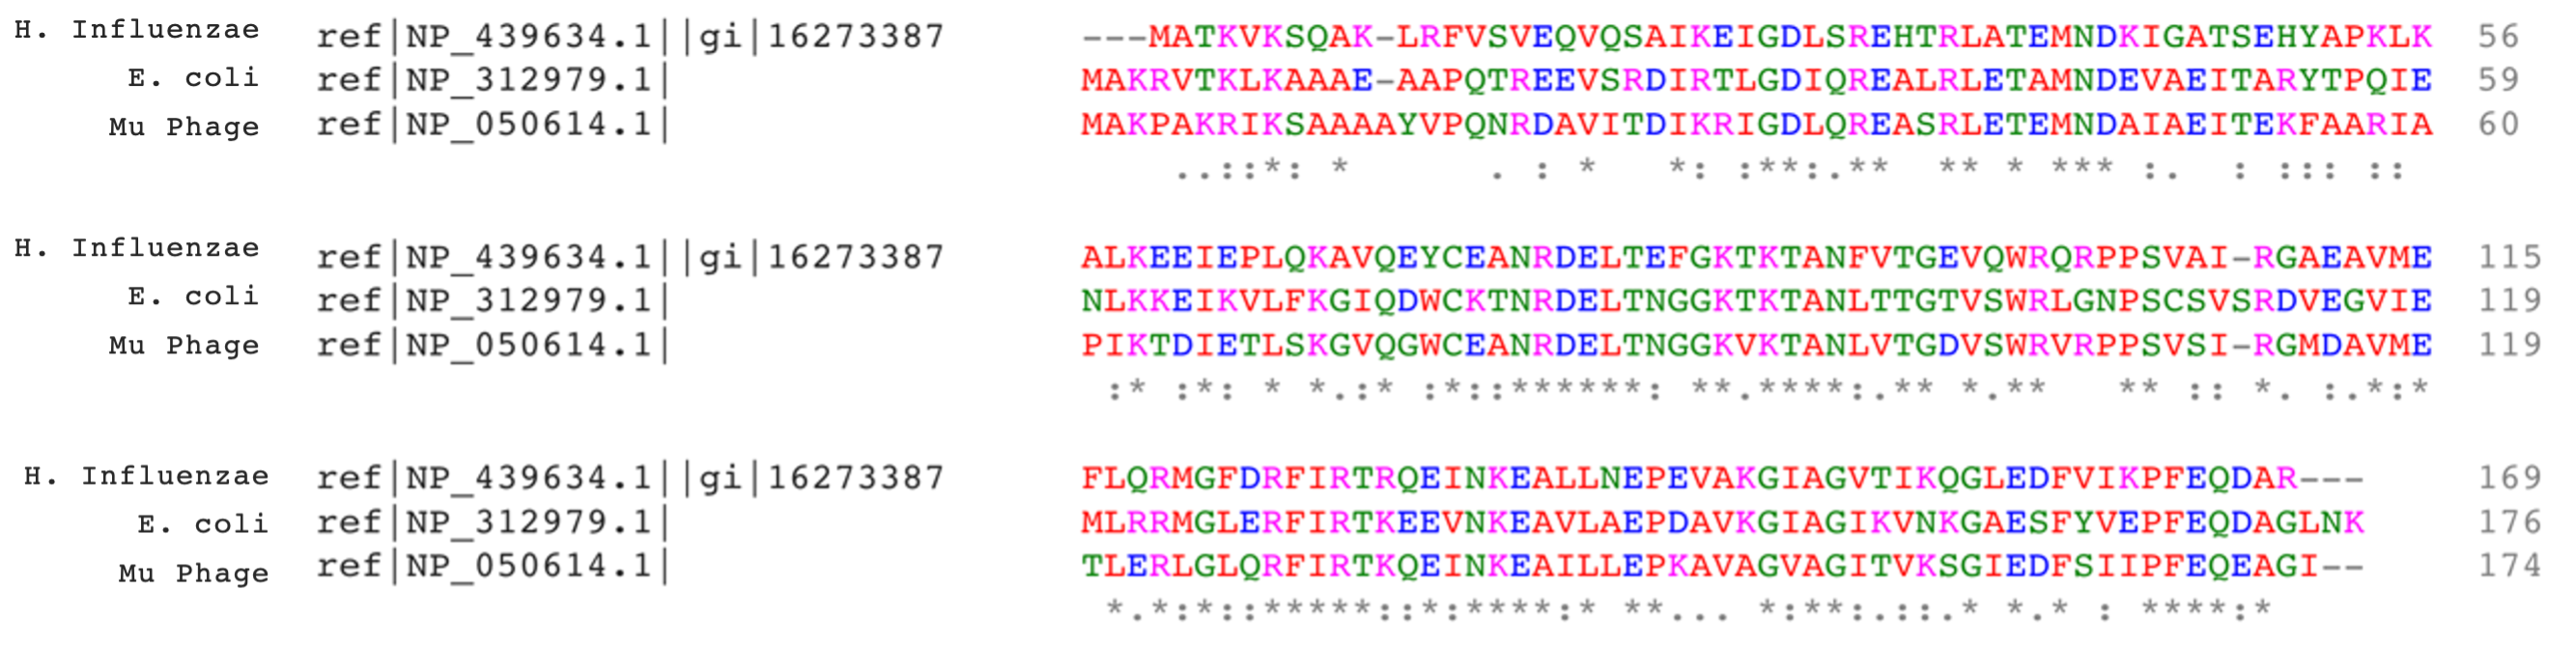 H. Influenzae ref|NP_439634.1||gi|16273387 ---MATKVKSQAK-LRFVSVEQVQSAIKEIGDLSREHTRLATEMNDKIGATSEHYAPKLK 56
E. coli ref|NP_312979.1| MAKRVTKLKAAAE-AAPQTREEVSRDIRTLGDIQREALRLETAMNDEVAEITARYTPQIE 59
Mu Phage ref|NP_050614.1| MAKPAKRIKSAAAAYVPQNRDAVITDIKRIGDLQREASRLETEMNDAIAEITEKFAARIA 60
..::*: * . : * *: :**:.** ** * *** :. : ::: ::
H. Influenzae ref|NP_439634.1||gi|16273387 ALKEEIEPLQKAVQEYCEANRDELTEFGKTKTANFVTGEVQWRQRPPSVAI-RGAEAVME 115
E. coli ref|NP_312979.1| NLKKEIKVLFKGIQDWCKTNRDELTNGGKTKTANLTTGTVSWRLGNPSCSVSRDVEGVIE 119
Mu Phage ref|NP_050614.1| PIKTDIETLSKGVQGWCEANRDELTNGGKVKTANLVTGDVSWRVRPPSVSI-RGMDAVME 119
:* :*: * *.:* :*::******: **.****:.** *.** ** :: *. :.*:*
H. Influenzae ref|NP_439634.1||gi|16273387 FLQRMGFDRFIRTRQEINKEALLNEPEVAKGIAGVTIKQGLEDFVIKPFEQDAR--- 169
E. coli ref|NP_312979.1| MLRRMGLERFIRTKEEVNKEAVLAEPDAVKGIAGIKVNKGAESFYVEPFEQDAGLNK 176
Mu Phage ref|NP_050614.1| TLERLGLQRFIRTKQEINKEAILLEPKAVAGVAGITVKSGIEDFSIIPFEQEAGI-- 174
*.*:*::*****::*:****:* **... *:**:.::.* *.* : ****:*